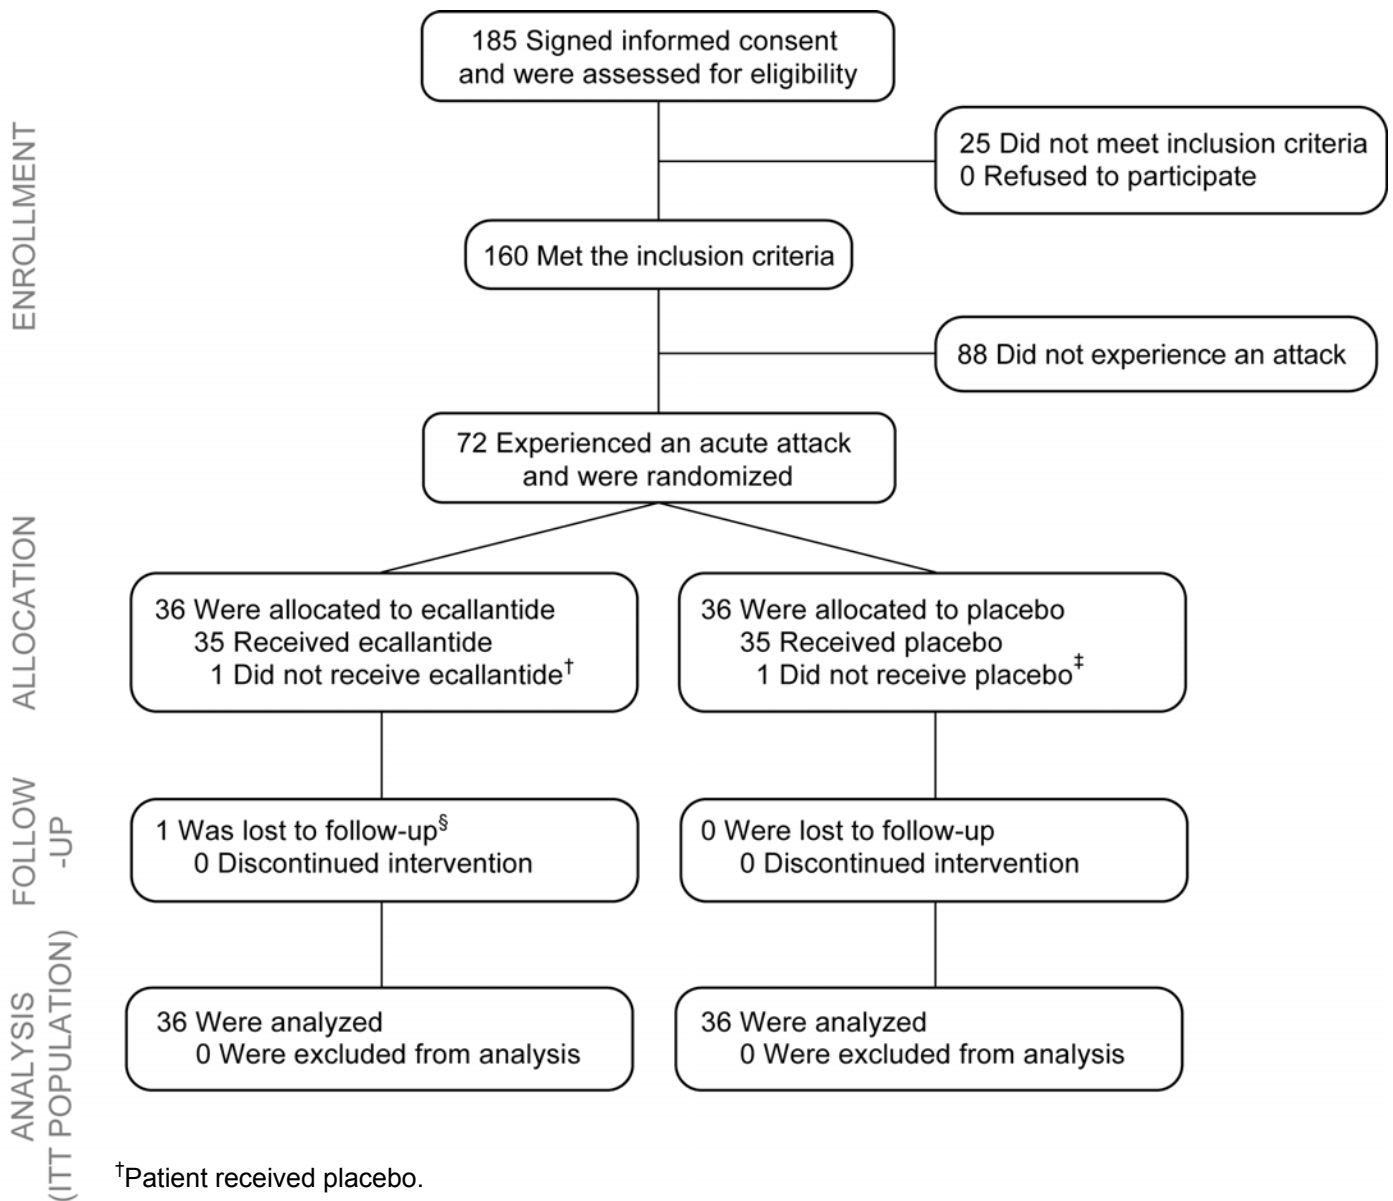 185 Signed informed consent
and were assessed for eligibility
ENROLLMENT
25 Did not meet inclusion criteria
0 Refused to participate
160 Met the inclusion criteria
88 Did not experience an attack
72 Experienced an acute attack
and were randomized
ALLOCATION
36 Were allocated to ecallantide
35 Received ecallantide
1 Did not receive ecallantide†
36 Were allocated to placebo
35 Received placebo
1 Did not receive placebo‡
FOLLOW
-UP
1 Was lost to follow-up§
0 Discontinued intervention
0 Were lost to follow-up
0 Discontinued intervention
ANALYSIS
(ITT POPULATION)
36 Were analyzed
0 Were excluded from analysis
36 Were analyzed
0 Were excluded from analysis
†Patient received placebo.